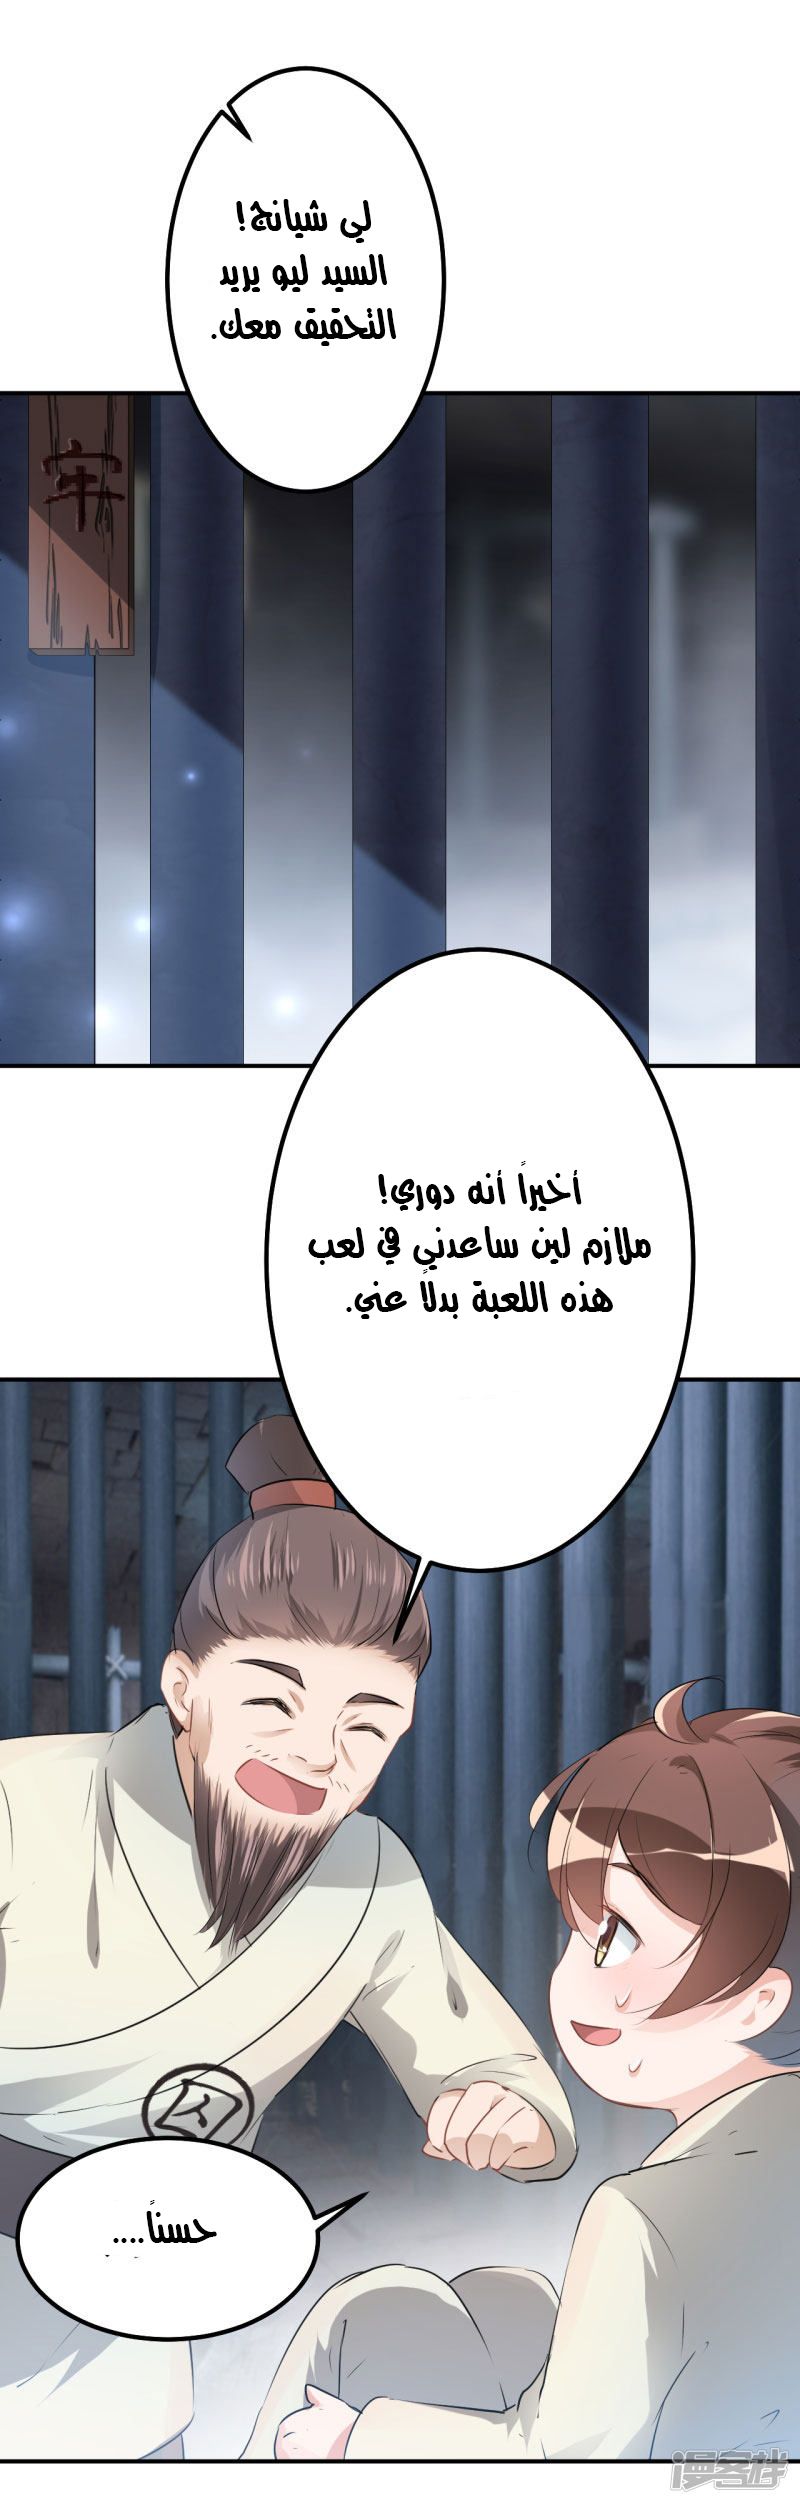 لي شيانج!
السيد ليو يريد
التحقيق معك.
牢
أخيراً أنه دوري!
ملازم لين ساعدني في لعب
هذه اللعبة بدلاً عني.
囚
حسناً....
漫客栈